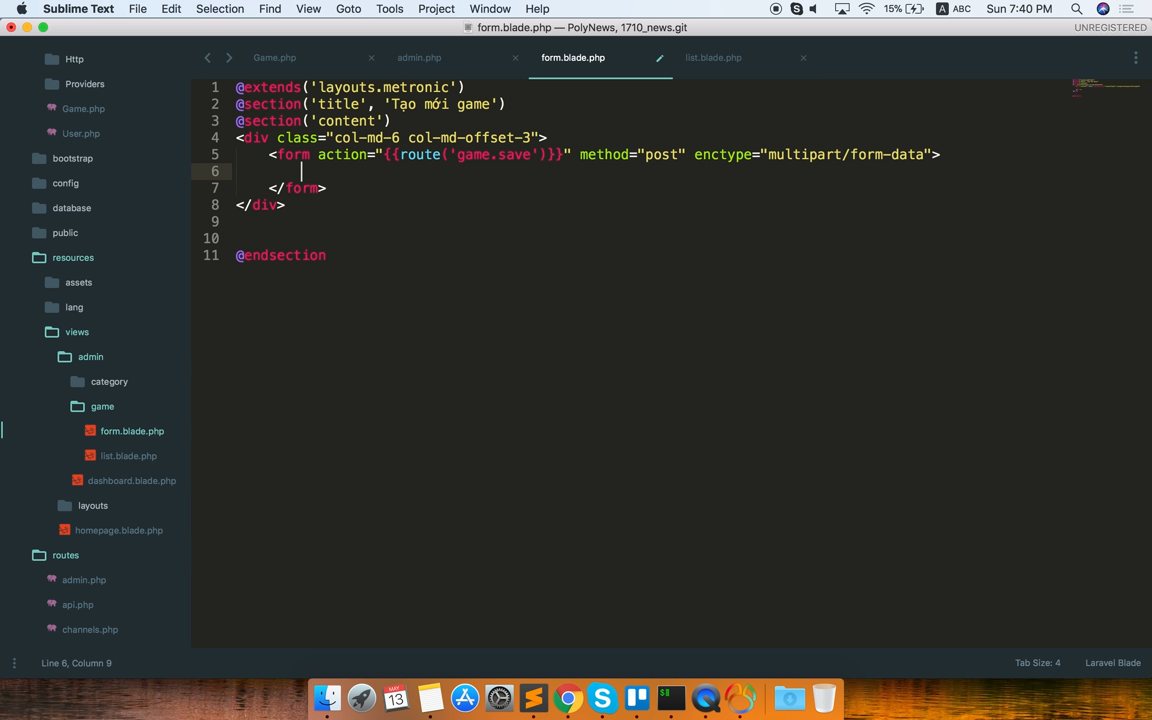 Sublime Text File Edit Selection Find View Goto Tools Project Window Help 15% A ABC Sun 7:40 PM
form.blade.php — PolyNews, 1710_news.git UNREGISTERED
Game.php admin.php form.blade.php list.blade.php
Http
Providers
Game.php
User.php
bootstrap
config
database
public
resources
assets
lang
views
admin
category
game
form.blade.php
list.blade.php
dashboard.blade.php
layouts
homepage.blade.php
routes
admin.php
api.php
channels.php
1 @extends('layouts.metronic')
2 @section('title', 'Tạo mới game')
3 @section('content')
4 <div class="col-md-6 col-md-offset-3">
5 <form action="{{route('game.save')}}" method="post" enctype="multipart/form-data">
6
7 </form>
8 </div>
9
10
11 @endsection
Line 6, Column 9 Tab Size: 4 Laravel Blade
MAY
13